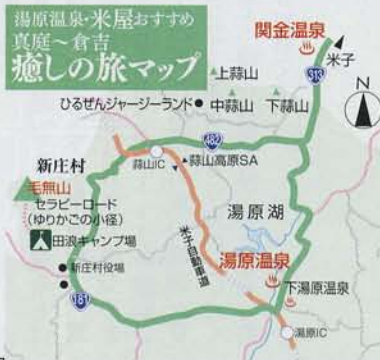 湯原温泉・米屋おすすめ
真庭~倉吉
癒しの旅マップ
関金温泉
米子
313
N
上蒜山
中蒜山
下蒜山
ひるぜんジャージーランド
482
蒜山IC
蒜山高原SA
新庄村
毛無山
セラピーロード
(ゆりかごの小径)
田浪キャンプ場
新庄村役場
181
米子自動車道
湯原湖
湯原温泉
下湯原温泉
湯原IC